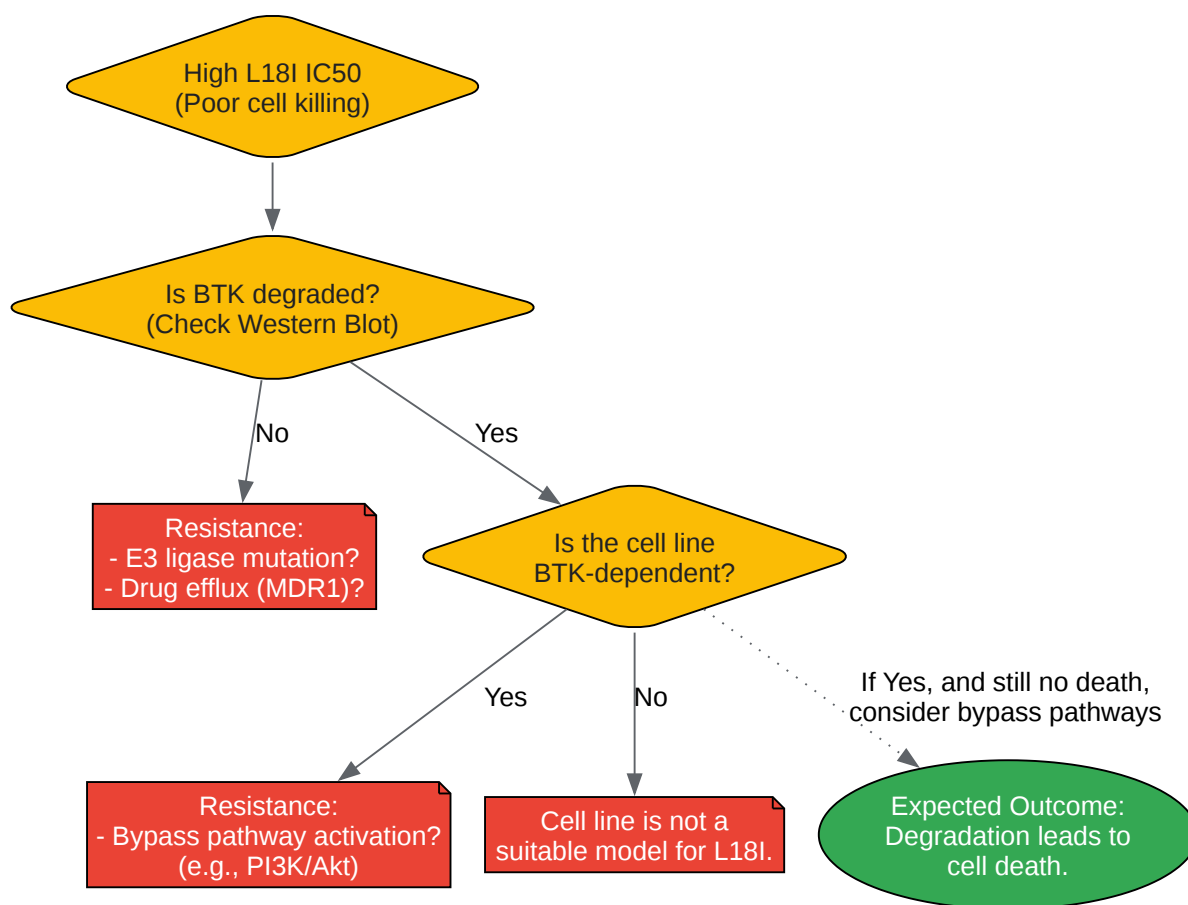 High L18I IC50
(Poor cell killing)
Is BTK degraded?
(Check Western Blot)
No
Yes
Resistance:
- E3 ligase mutation?
- Drug efflux (MDR1)?
Is the cell line
BTK-dependent?
Yes
No
If Yes, and still no death,
consider bypass pathways
Resistance:
- Bypass pathway activation?
(e.g., PI3K/Akt)
Cell line is not a
suitable model for L18I.
Expected Outcome:
Degradation leads to
cell death.